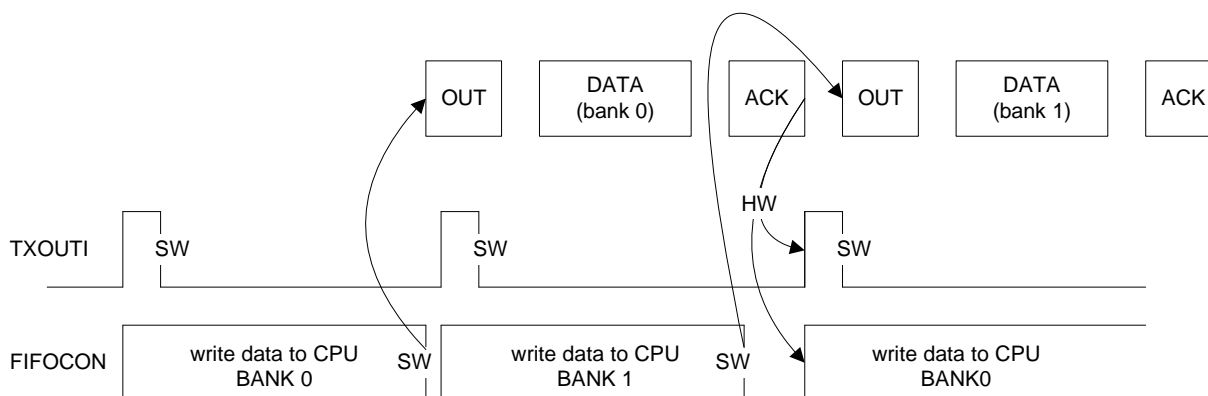 OUT DATA (bank 0) ACK OUT DATA (bank 1) ACK
HW
TXOUTI SW SW SW
FIFOCON write data to CPU BANK 0 SW write data to CPU BANK 1 SW write data to CPU BANK0